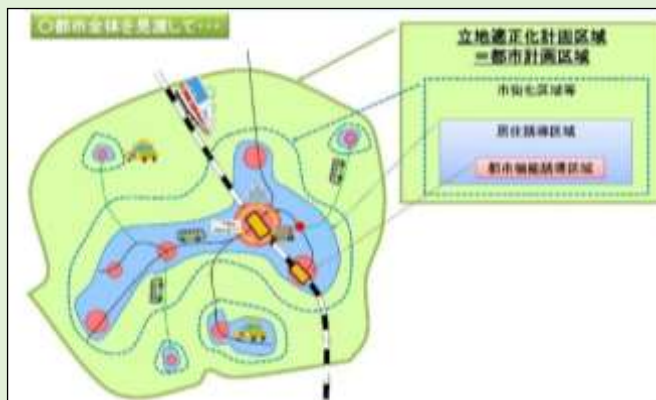 ○都市全体を見渡して・・・
立地適正化計画区域
=都市計画区域
市街化区域等
居住誘導区域
都市機能誘導区域